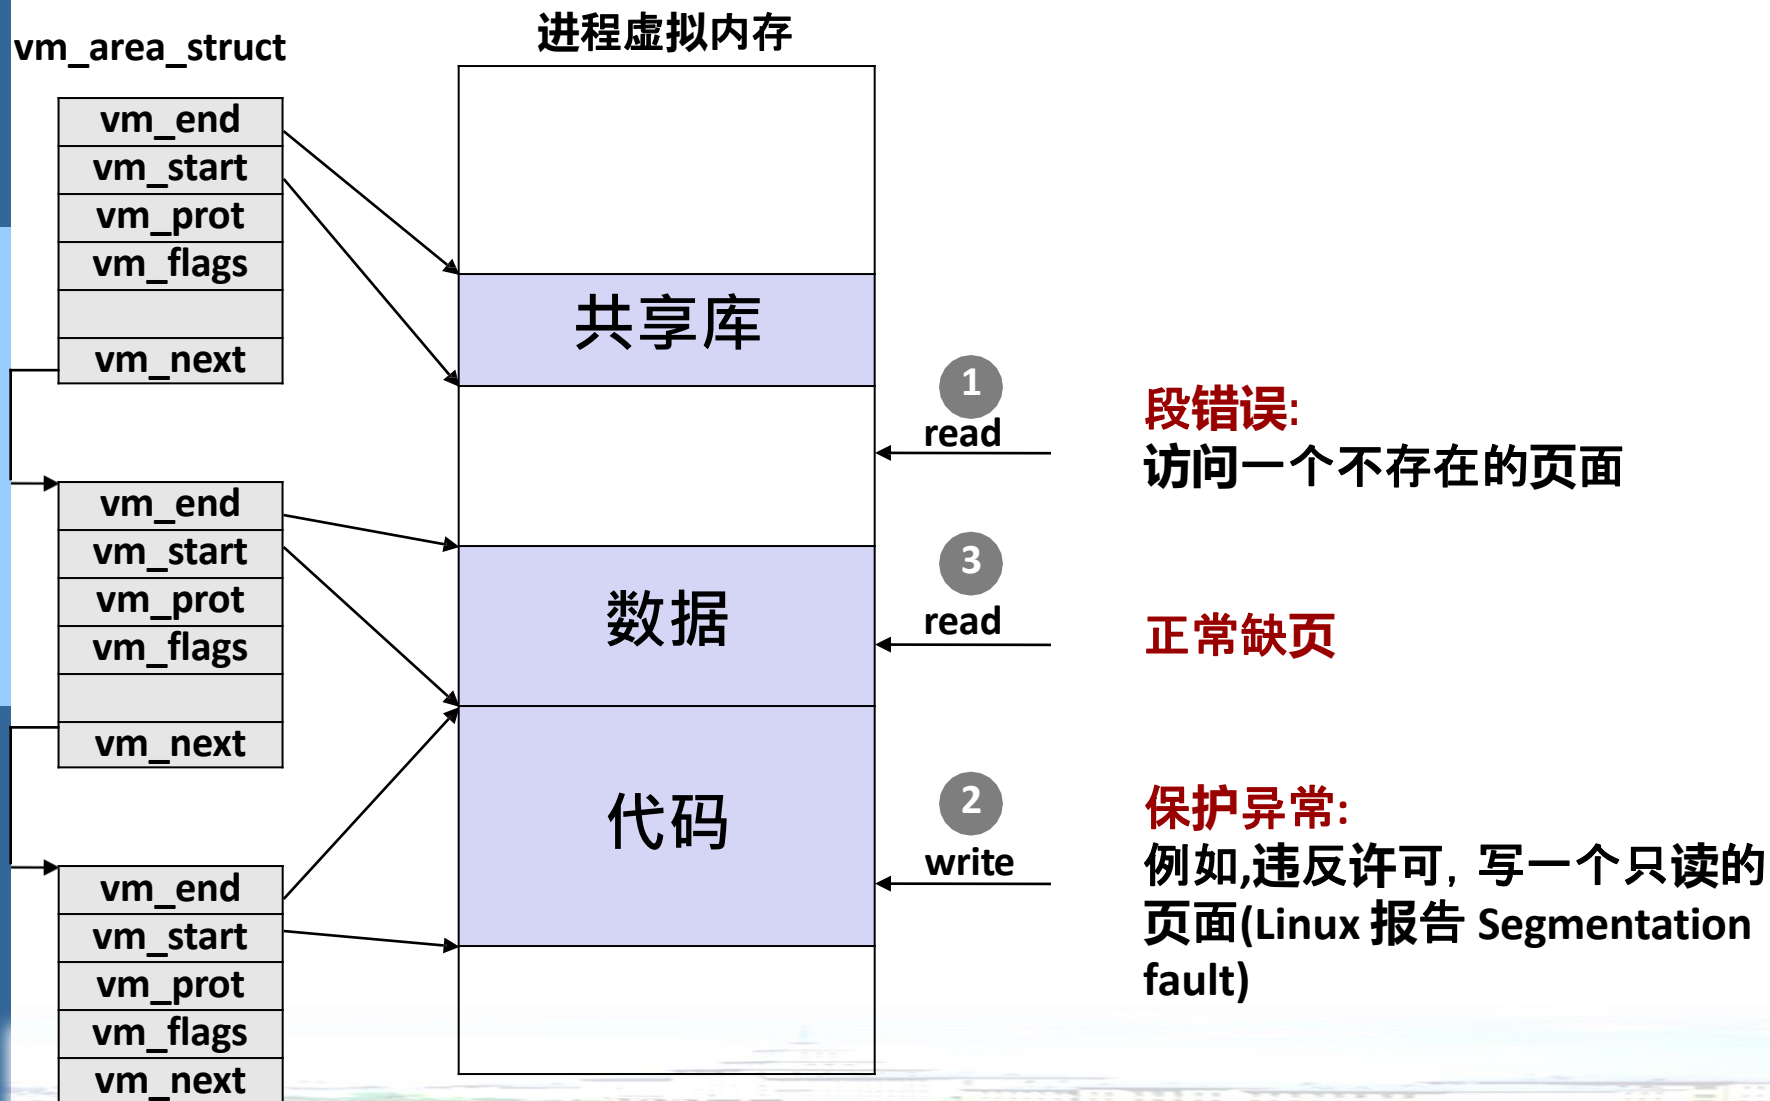 vm_area_struct
进程虚拟内存
vm_end
vm_start
vm_prot
vm_flags
vm_next
vm_end
vm_start
vm_prot
vm_flags
vm_next
vm_end
vm_start
vm_prot
vm_flags
vm_next
共享库
数据
代码
1
read
段错误:
访问一个不存在的页面
3
read
正常缺页
2
write
保护异常:
例如,违反许可, 写一个只读的
页面(Linux 报告 Segmentation
fault)